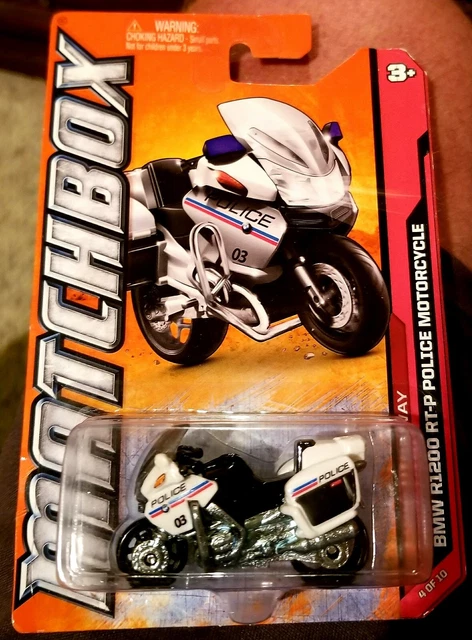 WARNING:
CHOKING HAZARD - Small parts.
Not for children under 3 years.
3+
MATCHBOX
POLICE
03
BMW R1200 RT-P POLICE MOTORCYCLE
4 OF 10
POLICE
03
POLICE